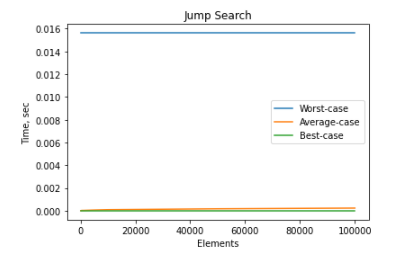 Jump Search
0.016
0.014
0.012
0.010
0.008
0.006
0.004
0.002
0.000
Time, sec
Worst-case
Average-case
Best-case
0 20000 40000 60000 80000 100000
Elements